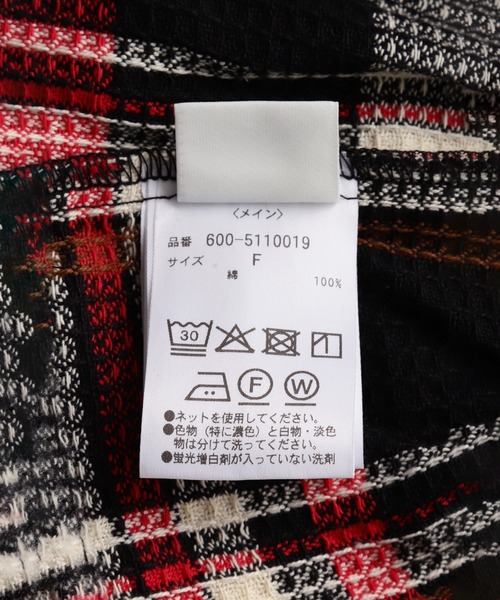 〈メイン〉
品番 600-5110019
サイズ F
綿 100%
30
F W
●ネットを使用してください。
●色物（特に濃色）と白物・淡色
物は分けて洗ってください。
●蛍光増白剤が入っていない洗剤